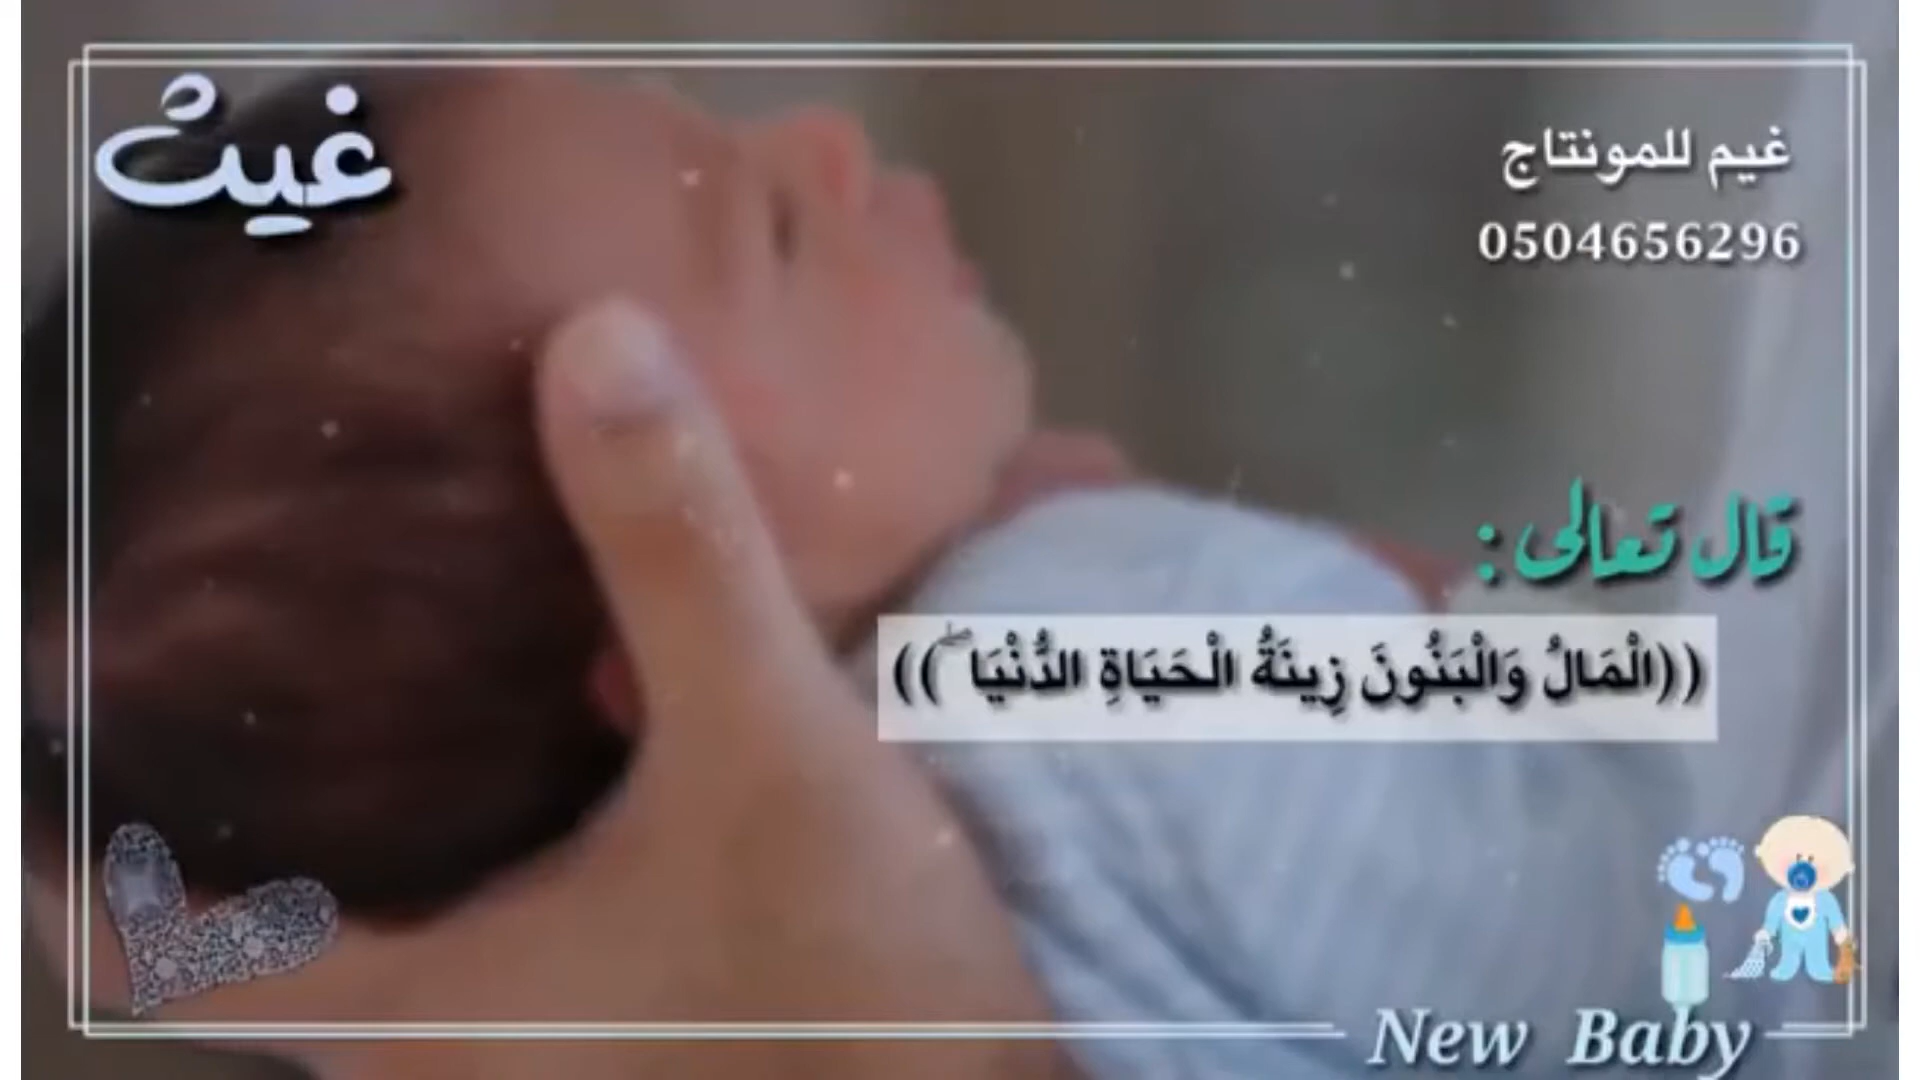 غيث
غيم للمونتاج
0504656296
قال تعالى :
((الْمَالُ وَالْبَنُونَ زِينَةُ الْحَيَاةِ الدُّنْيَا ۖ))
New Baby